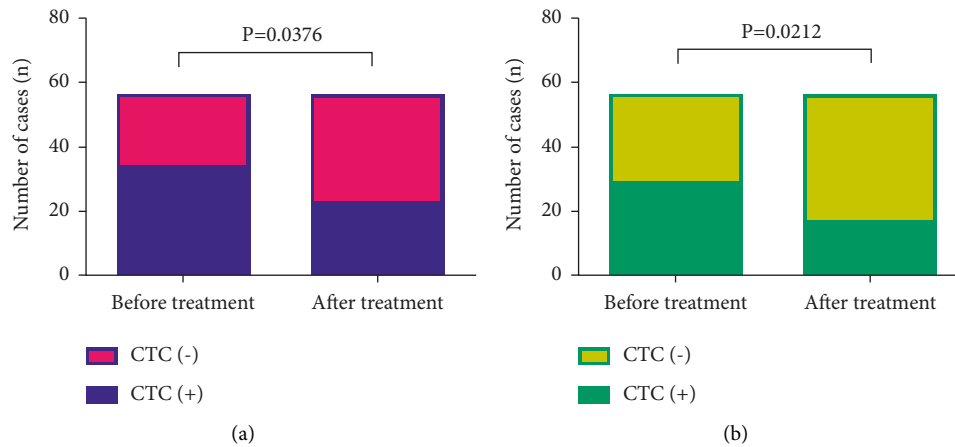 80
60
40
20
0
Number of cases (n)
P=0.0376
Before treatment
After treatment
CTC (-)
CTC (+)
(a)
80
60
40
20
0
Number of cases (n)
P=0.0212
Before treatment
After treatment
CTC (-)
CTC (+)
(b)